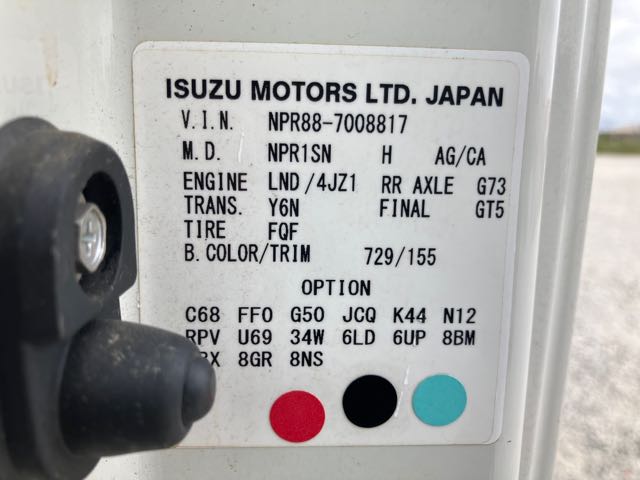 ISUZU MOTORS LTD. JAPAN
V.I.N. NPR88-7008817
M.D. NPR1SN H AG/CA
ENGINE LND/4JZ1 RR AXLE G73
TRANS. Y6N FINAL GT5
TIRE FQF
B.COLOR/TRIM 729/155
OPTION
C68 FF0 G50 JCQ K44 N12
RPV U69 34W 6LD 6UP 8BM
8GR 8NS